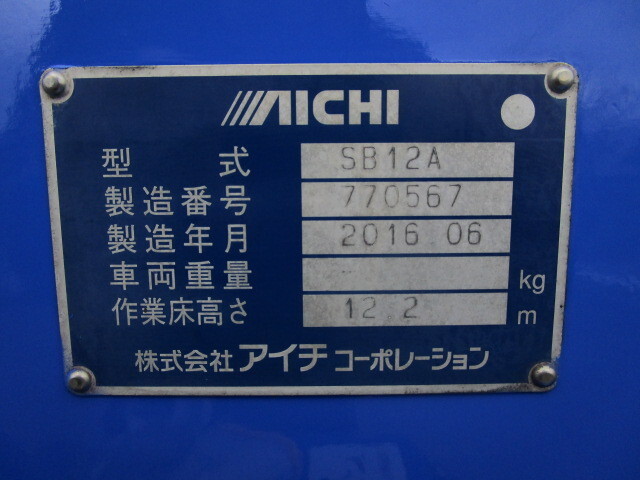 AICHI
型式 SB12A
製造番号 770567
製造年月 2016 06
車両重量 kg
作業床高さ 12 2 m
株式会社 アイチ コーポレーション